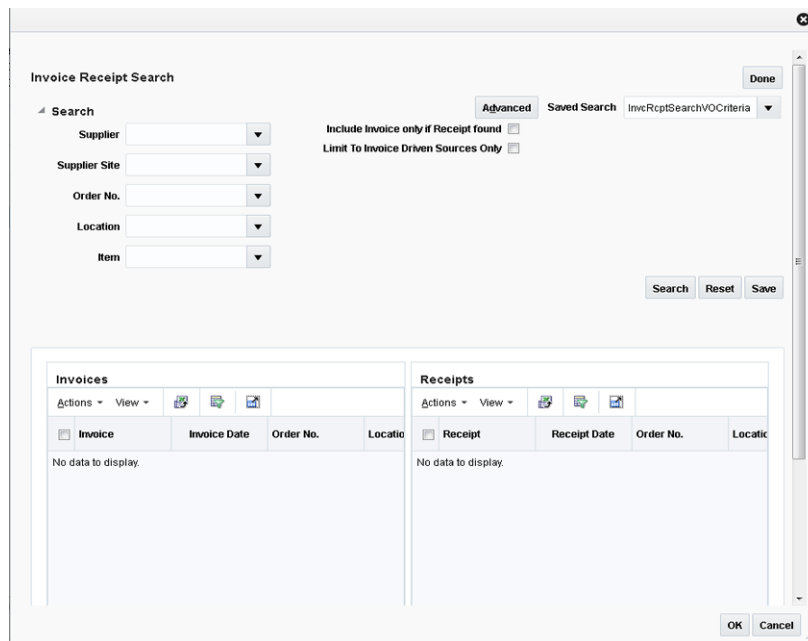 Invoice Receipt Search
Done
Search
Advanced
Saved Search
InvcRcptSearchVOCriteria
Supplier
Include Invoice only if Receipt found
Limit To Invoice Driven Sources Only
Supplier Site
Order No.
Location
Item
Search
Reset
Save
Invoices
Actions
View
Invoice
Invoice Date
Order No.
Locatio
No data to display.
Receipts
Actions
View
Receipt
Receipt Date
Order No.
Locatic
No data to display.
OK
Cancel